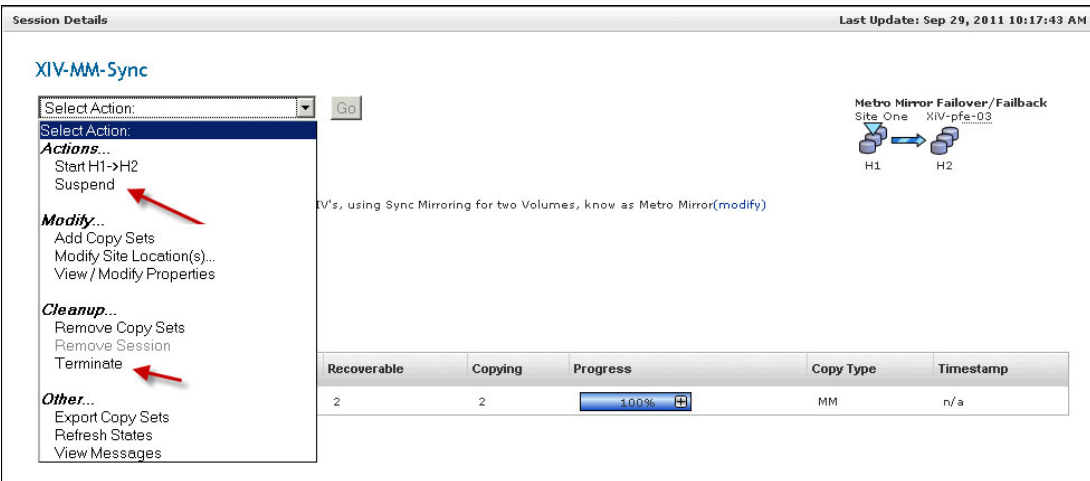 Session Details
Last Update: Sep 29, 2011 10:17:43 AM
XIV-MM-Sync
Select Action:
Go
Select Action:
Actions...
Start H1->H2
Suspend
Modify...
Add Copy Sets
Modify Site Location(s)...
View / Modify Properties
Cleanup...
Remove Copy Sets
Remove Session
Terminate
Other...
Export Copy Sets
Refresh States
View Messages
Metro Mirror Failover/Failback
Site One XiV-pfe-03
H1 H2
IV's, using Sync Mirroring for two Volumes, know as Metro Mirror(modify)
Recoverable Copying Progress Copy Type Timestamp
2 2 100% MM n/a